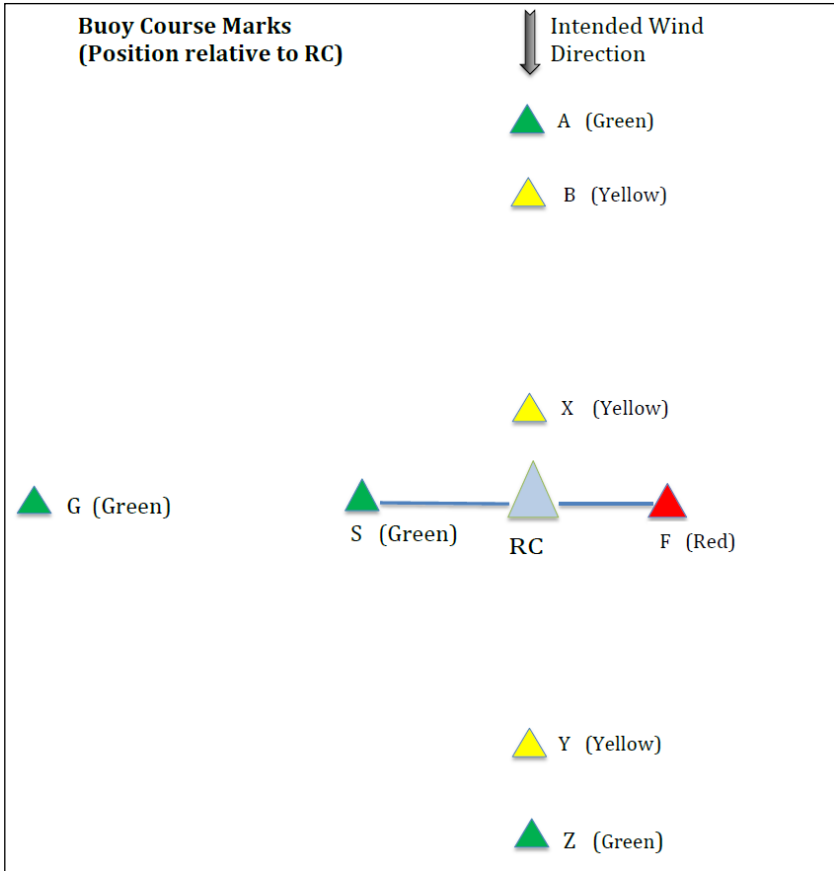 Buoy Course Marks
(Position relative to RC)
Intended Wind
Direction
A (Green)
B (Yellow)
X (Yellow)
G (Green)
S (Green)
RC
F (Red)
Y (Yellow)
Z (Green)